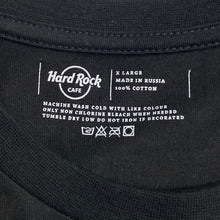 Hard Rock
CAFE
X LARGE
MADE IN RUSSIA
100% COTTON
MACHINE WASH COLD WITH LIKE COLOUR
ONLY NON CHLORINE BLEACH WHEN NEEDED
TUMBLE DRY LOW DO NOT IRON IF DECORATED